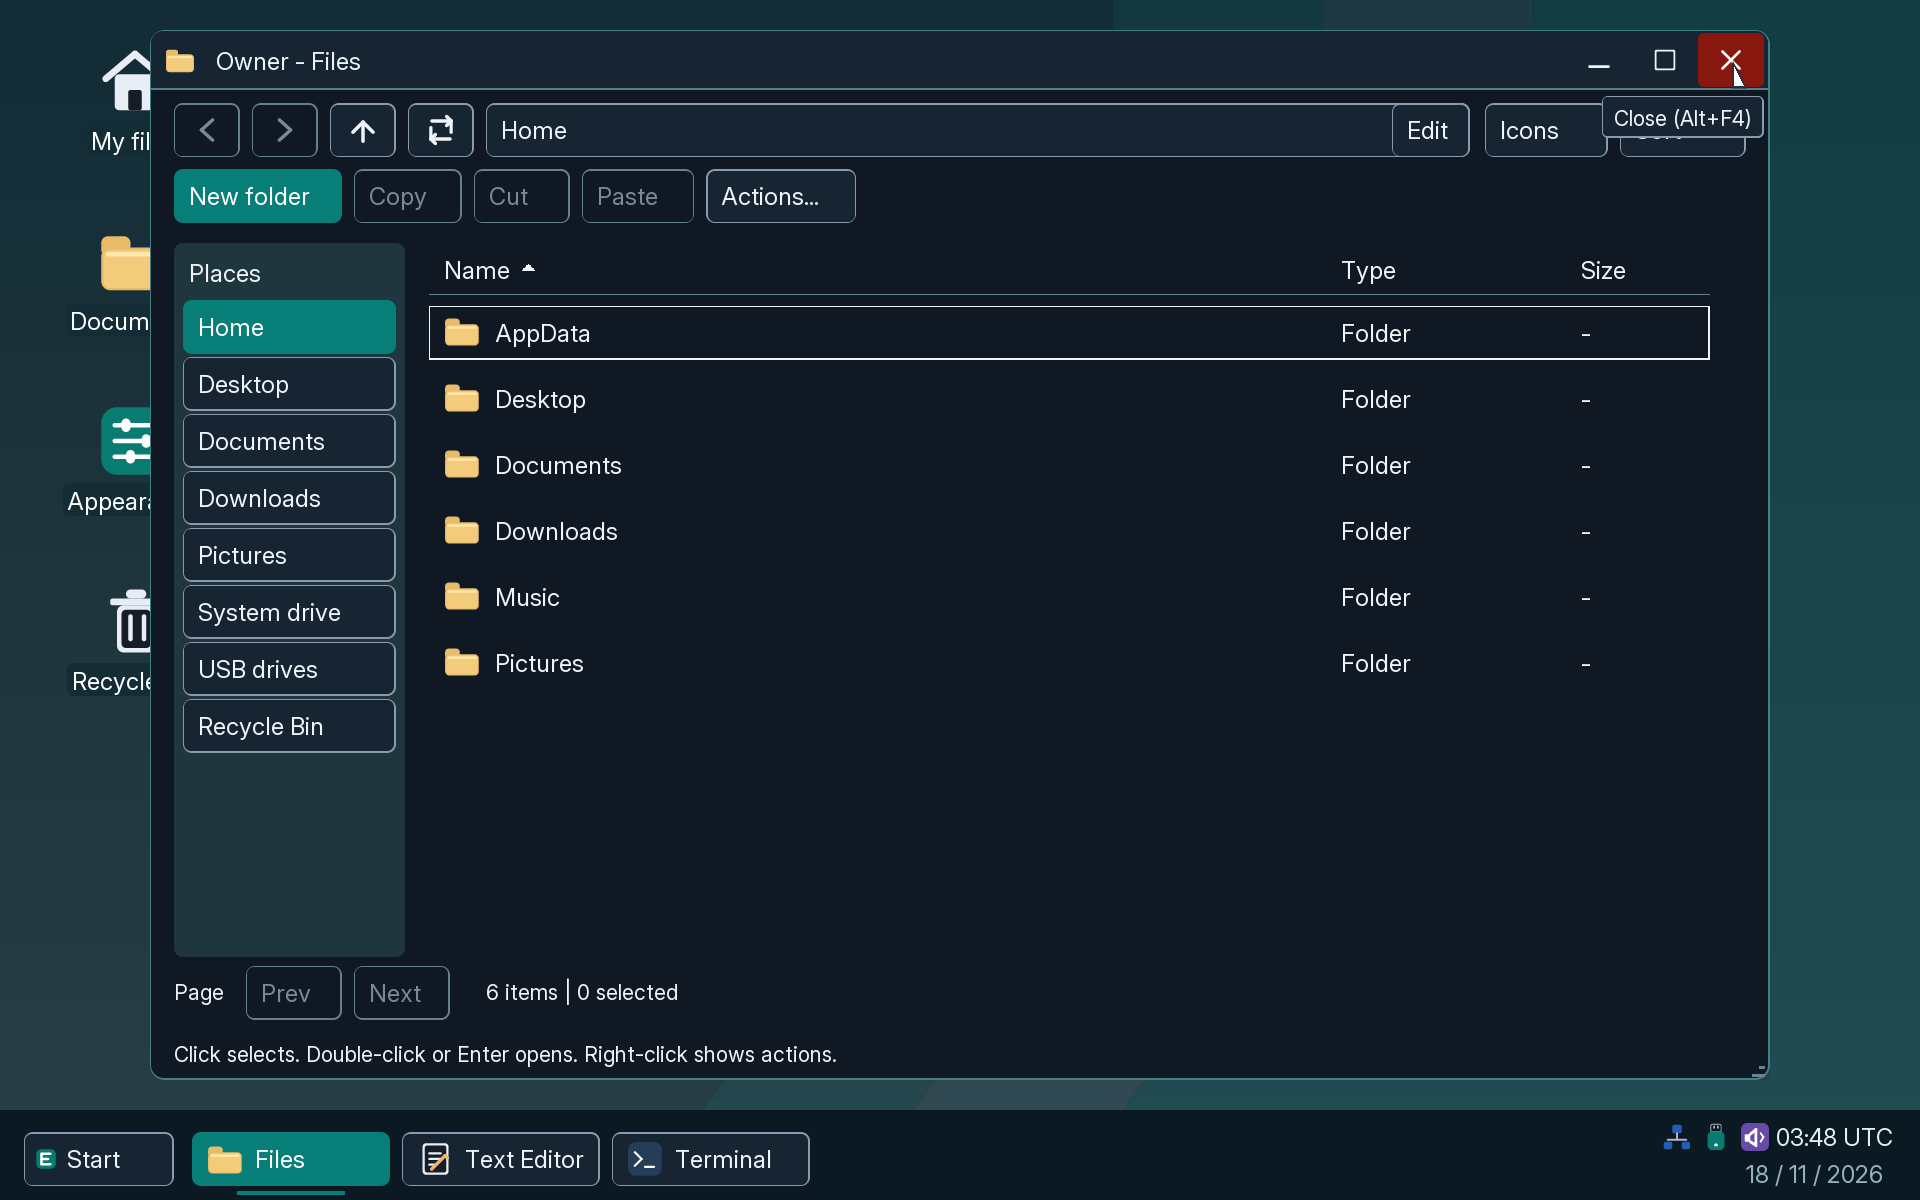 Owner - Files
Close (Alt+F4)
Home
Edit
Icons
New folder
Copy
Cut
Paste
Actions...
My fil
Docum
Appeara
Recycle
Places
Home
Desktop
Documents
Downloads
Pictures
System drive
USB drives
Recycle Bin
Name Type Size
AppData Folder -
Desktop Folder -
Documents Folder -
Downloads Folder -
Music Folder -
Pictures Folder -
Page
Prev
Next
6 items | 0 selected
Click selects. Double-click or Enter opens. Right-click shows actions.
E Start
Files
Text Editor
Terminal
03:48 UTC
18 / 11 / 2026